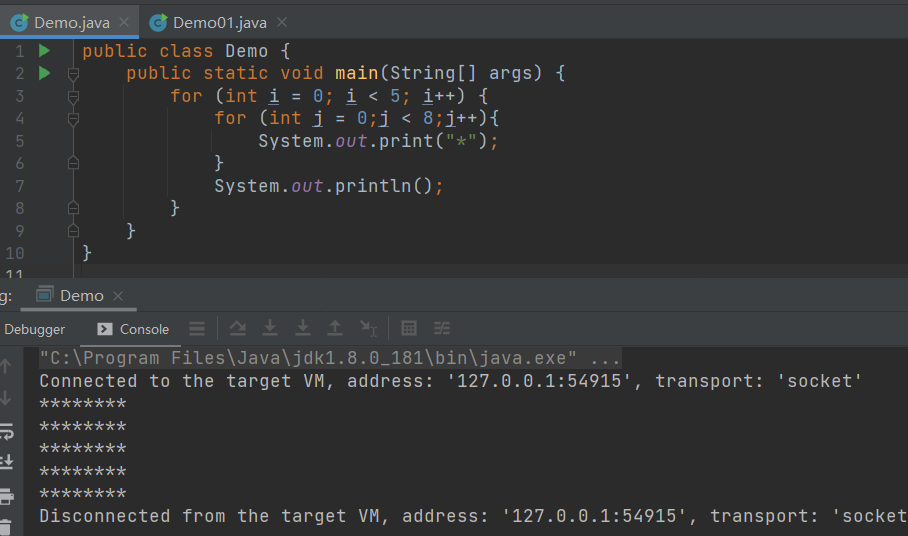 Demo.java × Demo01.java ×
1 public class Demo {
2 public static void main(String[] args) {
3 for (int i = 0; i < 5; i++) {
4 for (int j = 0;j < 8;j++){
5 System.out.print("*");
6 }
7 System.out.println();
8 }
9 }
10 }
11
g: Demo ×
Debugger Console
"C:\Program Files\Java\jdk1.8.0_181\bin\java.exe" ...
Connected to the target VM, address: '127.0.0.1:54915', transport: 'socket'
********
********
********
********
********
Disconnected from the target VM, address: '127.0.0.1:54915', transport: 'socket